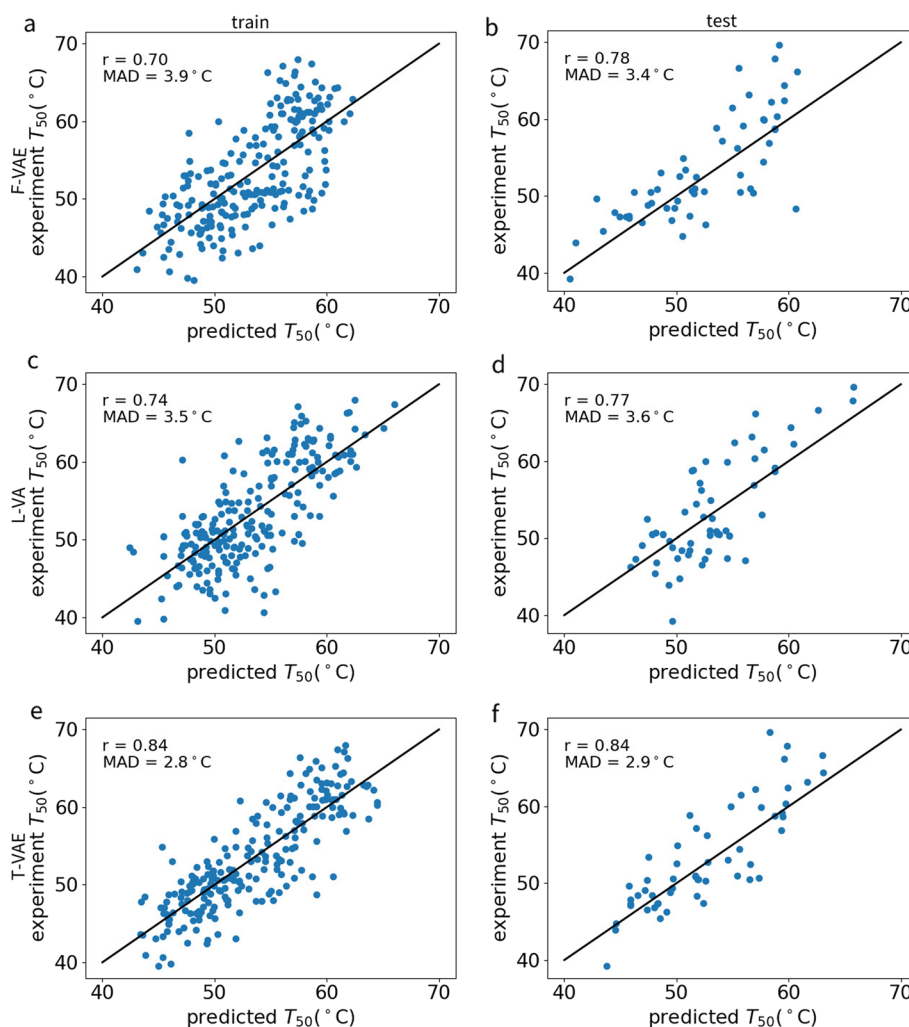 a train
r = 0.70
MAD = 3.9°C
F-VAE
experiment T50(°C)
70
60
50
40
40 50 60 70
predicted T50(°C)
b test
r = 0.78
MAD = 3.4°C
experiment T50(°C)
70
60
50
40
40 50 60 70
predicted T50(°C)
c
r = 0.74
MAD = 3.5°C
L-VA
experiment T50(°C)
70
60
50
40
40 50 60 70
predicted T50(°C)
d
r = 0.77
MAD = 3.6°C
experiment T50(°C)
70
60
50
40
40 50 60 70
predicted T50(°C)
e
r = 0.84
MAD = 2.8°C
T-VAE
experiment T50(°C)
70
60
50
40
40 50 60 70
predicted T50(°C)
f
r = 0.84
MAD = 2.9°C
experiment T50(°C)
70
60
50
40
40 50 60 70
predicted T50(°C)